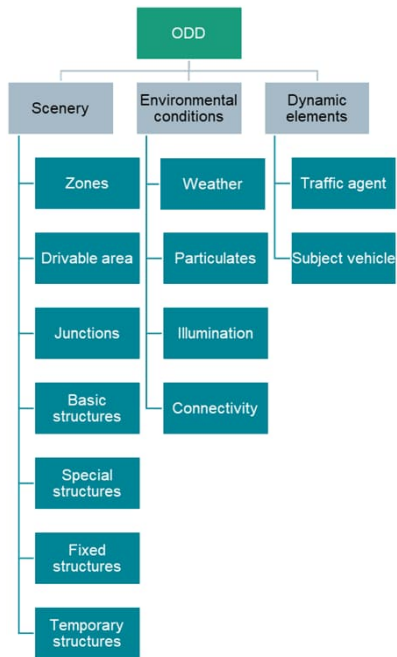 ODD
Scenery
Environmental
conditions
Dynamic
elements
Zones
Drivable area
Junctions
Basic
structures
Special
structures
Fixed
structures
Temporary
structures
Weather
Particulates
Illumination
Connectivity
Traffic agent
Subject vehicle